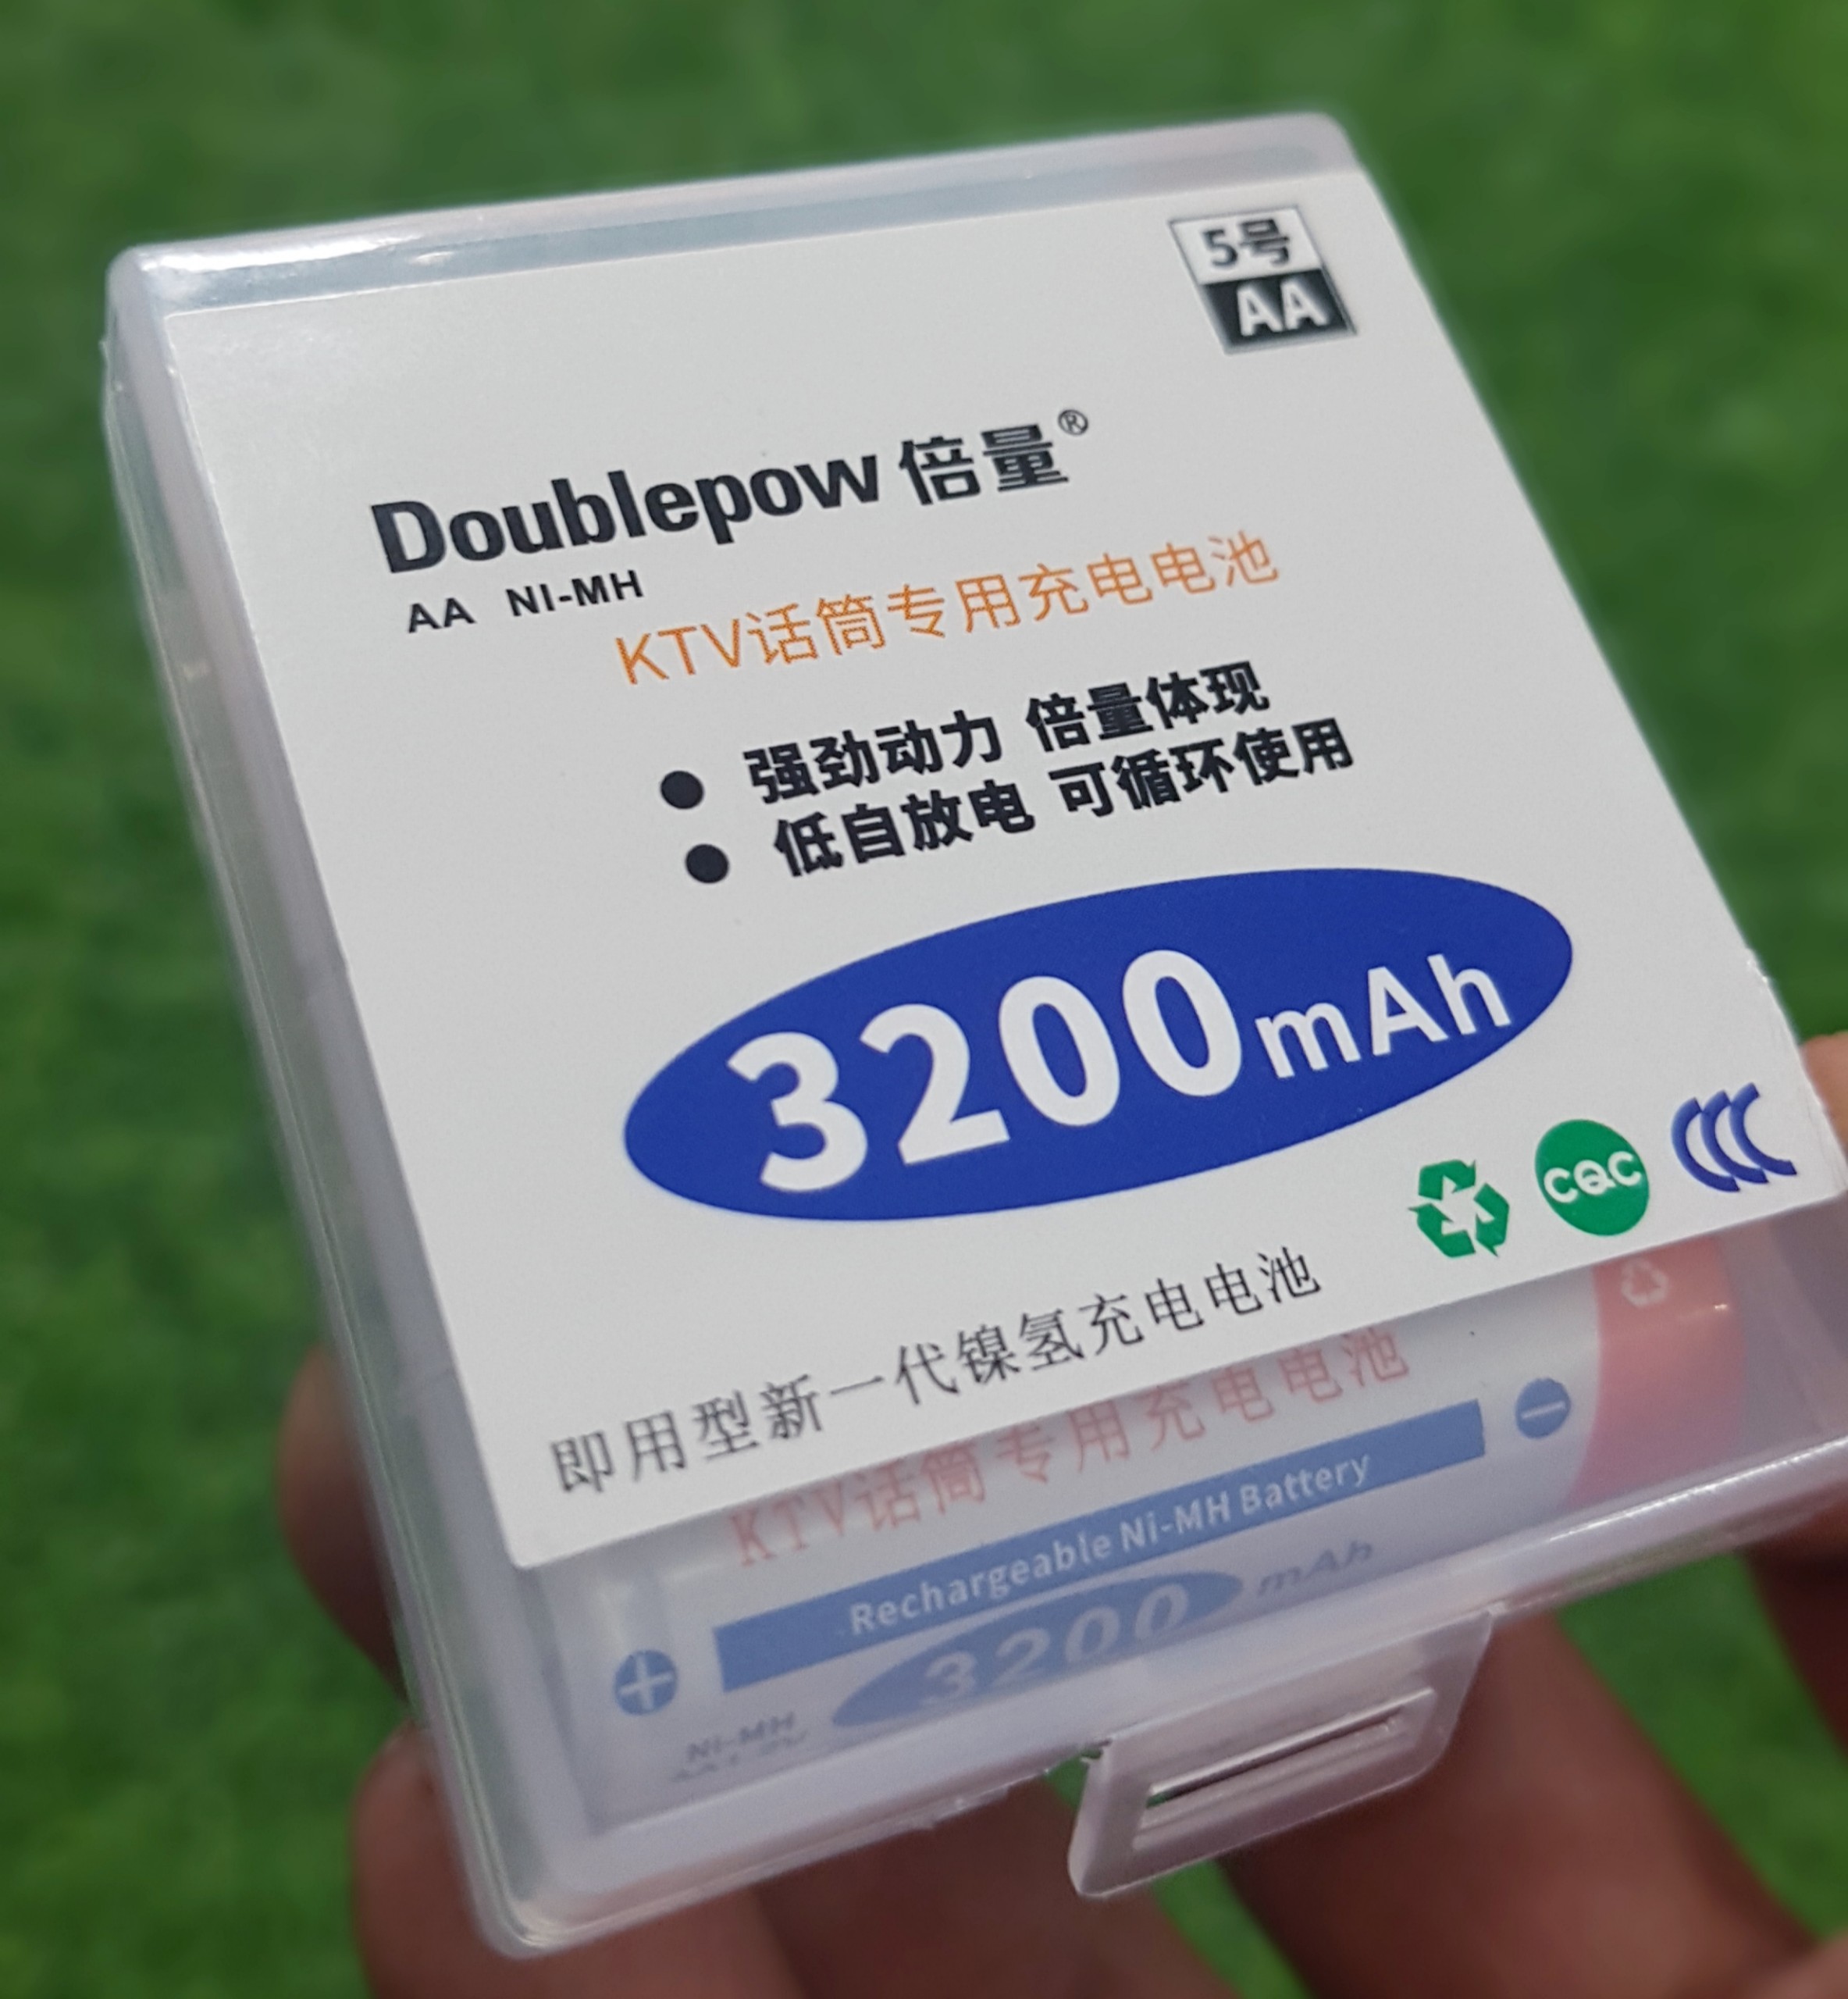 5号
AA
Doublepow 倍量®
AA NI-MH
KTV话筒专用充电电池
● 强劲动力 倍量体现
● 低自放电 可循环使用
3200mAh
CQC
CCC
即用型新一代镍氢充电电池
KTV话筒专用充电电池
Rechargeable Ni-MH Battery
3200 mAh
Ni-MH